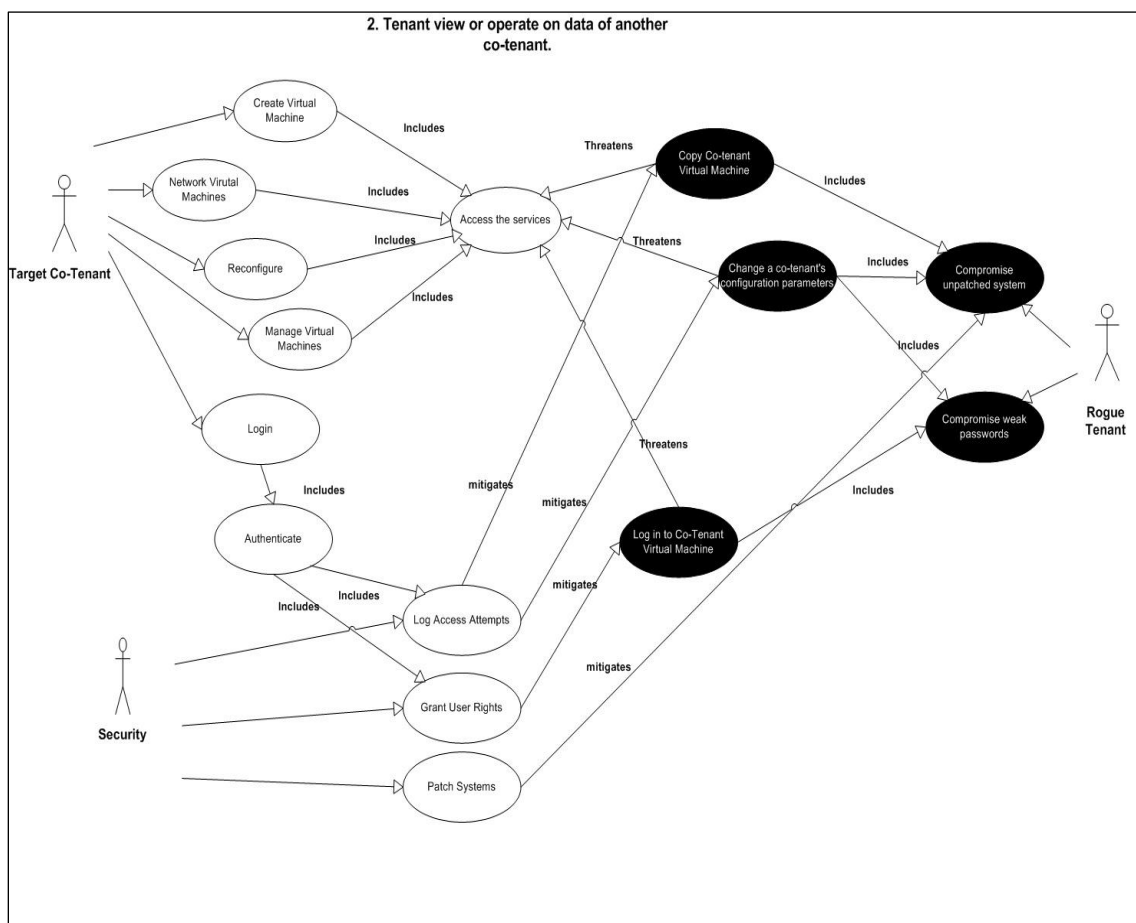 2. Tenant view or operate on data of another
co-tenant.
Create Virtual
Machine
Includes
Threatens
Copy Co-tenant
Virtual Machine
Network Virutal
Machines
Includes
Includes
Access the services
Target Co-Tenant
Includes
Threatens
Reconfigure
Change a co-tenant's
configuration parameters
Includes
Compromise
unpatched system
Includes
Manage Virtual
Machines
Includes
Rogue
Tenant
Login
Compromise weak
passwords
Threatens
Includes
mitigates
Includes
mitigates
Authenticate
Log in to Co-Tenant
Virtual Machine
mitigates
Includes
Includes
Log Access Attempts
mitigates
Security
Grant User Rights
Patch Systems